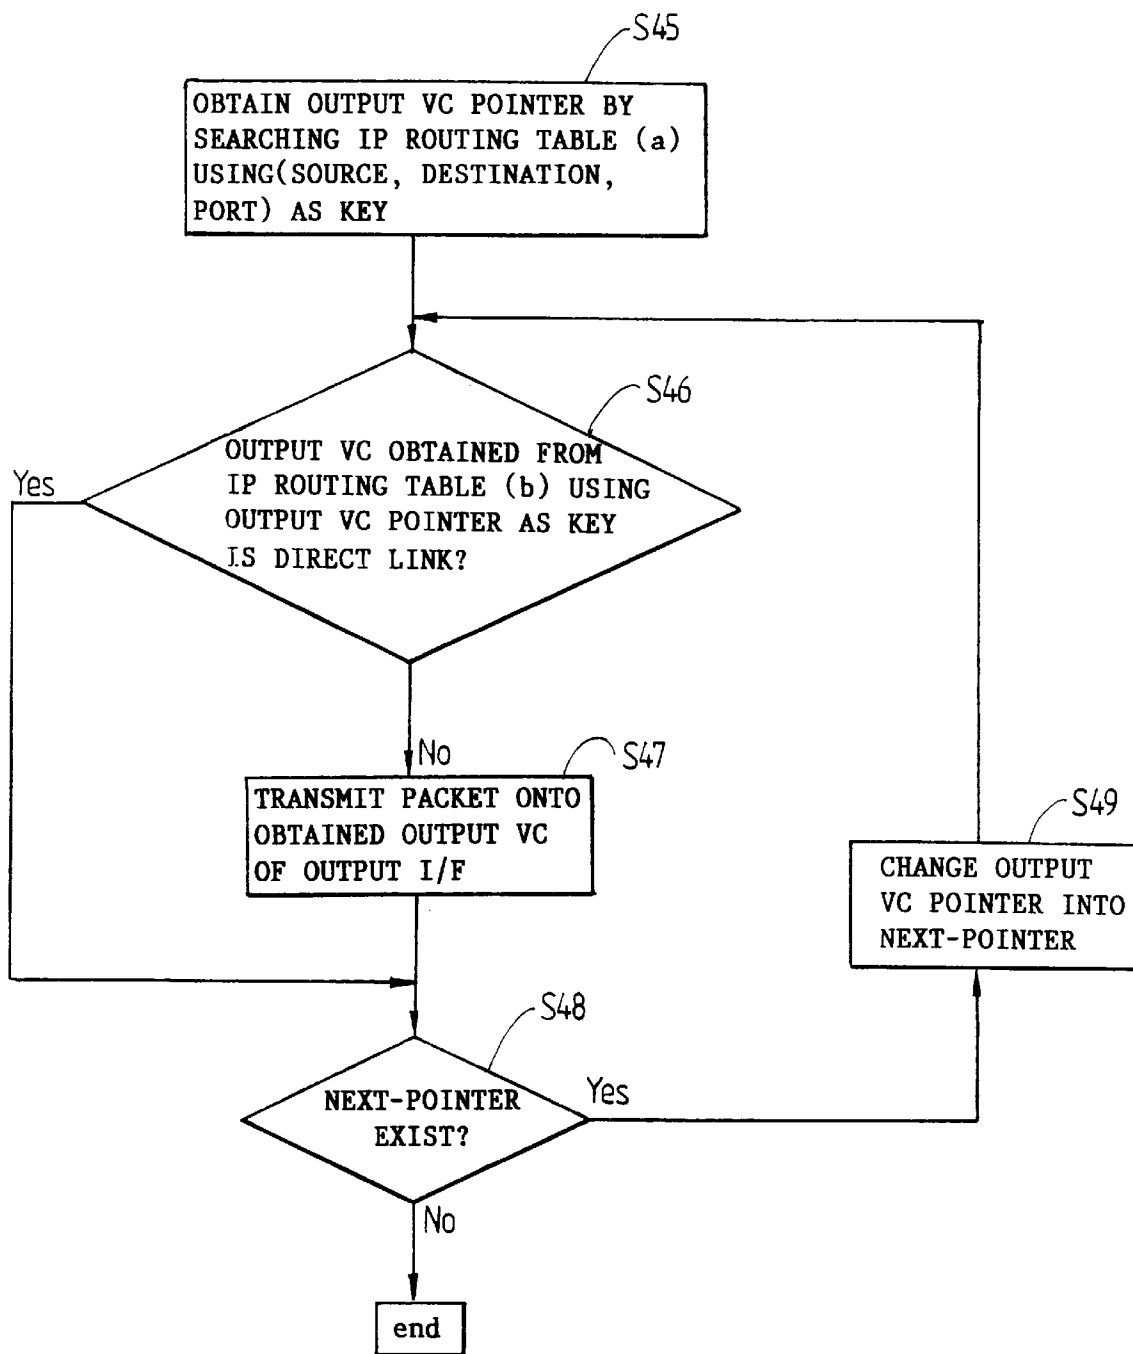 S45
OBTAIN OUTPUT VC POINTER BY
SEARCHING IP ROUTING TABLE (a)
USING(SOURCE, DESTINATION,
PORT) AS KEY
S46
OUTPUT VC OBTAINED FROM
IP ROUTING TABLE (b) USING
OUTPUT VC POINTER AS KEY
IS DIRECT LINK?
Yes
No
S47
TRANSMIT PACKET ONTO
OBTAINED OUTPUT VC
OF OUTPUT I/F
S49
CHANGE OUTPUT
VC POINTER INTO
NEXT-POINTER
S48
NEXT-POINTER
EXIST?
Yes
No
end